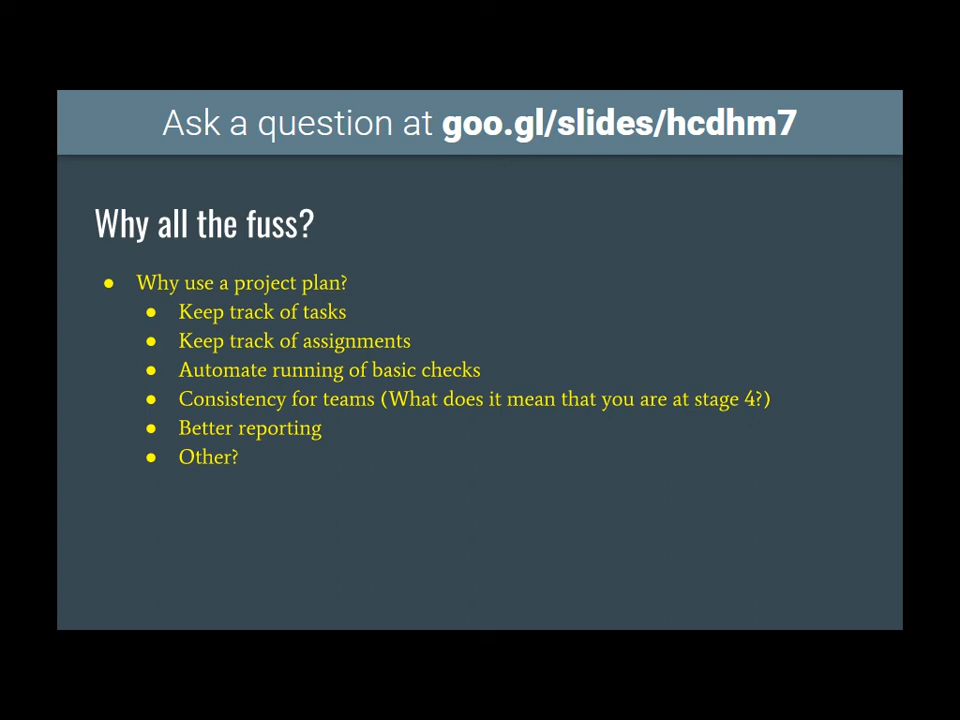 Ask a question at goo.gl/slides/hcdhm7
Why all the fuss?
● Why use a project plan?
● Keep track of tasks
● Keep track of assignments
● Automate running of basic checks
● Consistency for teams (What does it mean that you are at stage 4?)
● Better reporting
● Other?